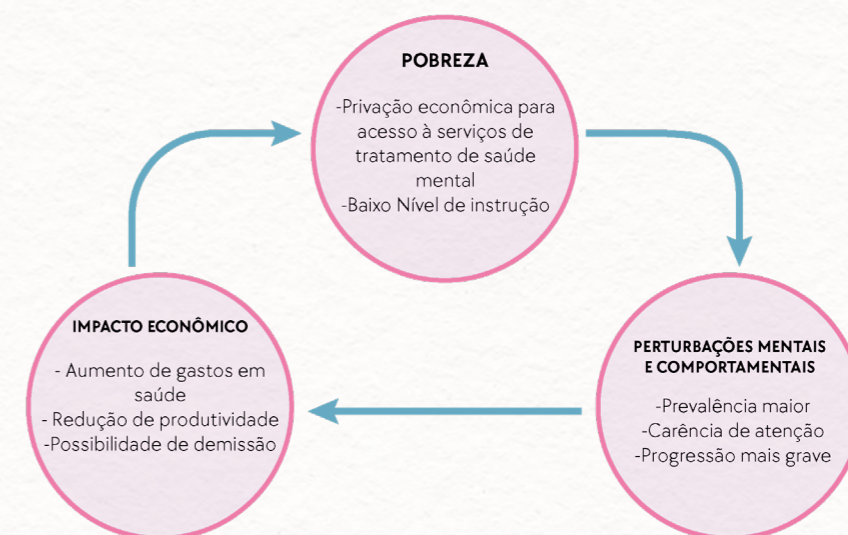 POBREZA
-Privação econômica para
acesso à serviços de
tratamento de saúde
mental
-Baixo Nível de instrução
IMPACTO ECONÔMICO
- Aumento de gastos em
saúde
- Redução de produtividade
-Possibilidade de demissão
PERTURBAÇÕES MENTAIS
E COMPORTAMENTAIS
-Prevalência maior
-Carência de atenção
-Progressão mais grave